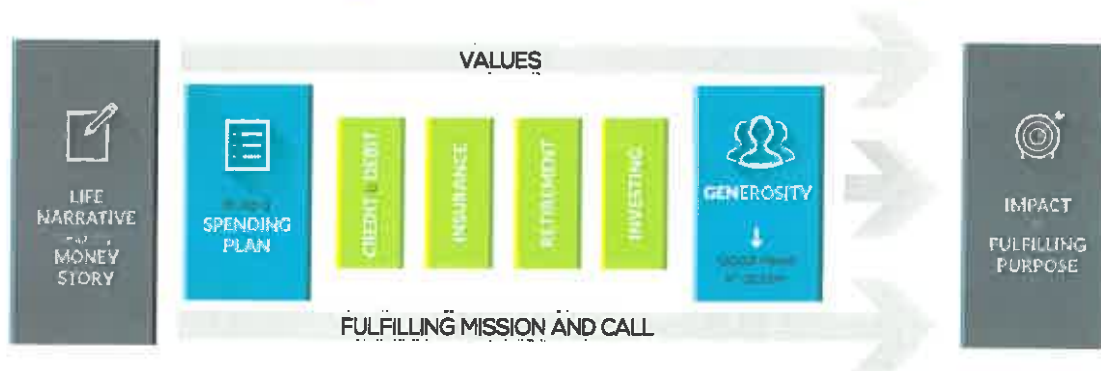 VALUES
LIFE
NARRATIVE
MONEY
STORY
SPENDING
PLAN
CREDIT & DEBT
INSURANCE
RETIREMENT
INVESTING
GENEROSITY
IMPACT
FULFILLING
PURPOSE
FULFILLING MISSION AND CALL